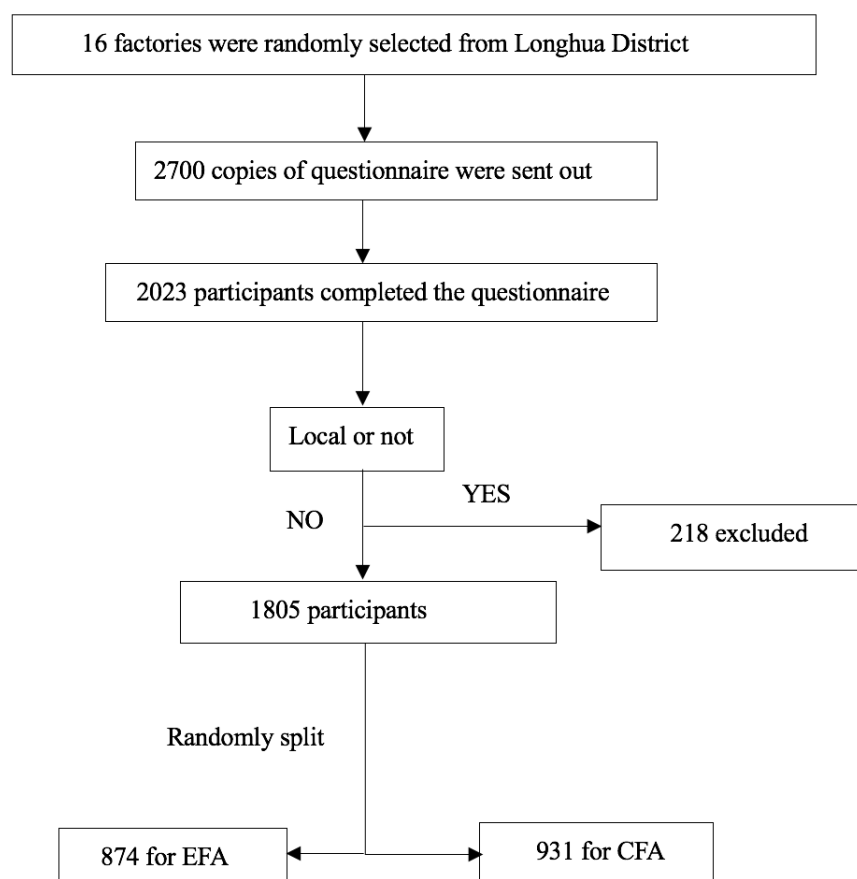 16 factories were randomly selected from Longhua District
2700 copies of questionnaire were sent out
2023 participants completed the questionnaire
Local or not
YES
NO
218 excluded
1805 participants
Randomly split
874 for EFA
931 for CFA